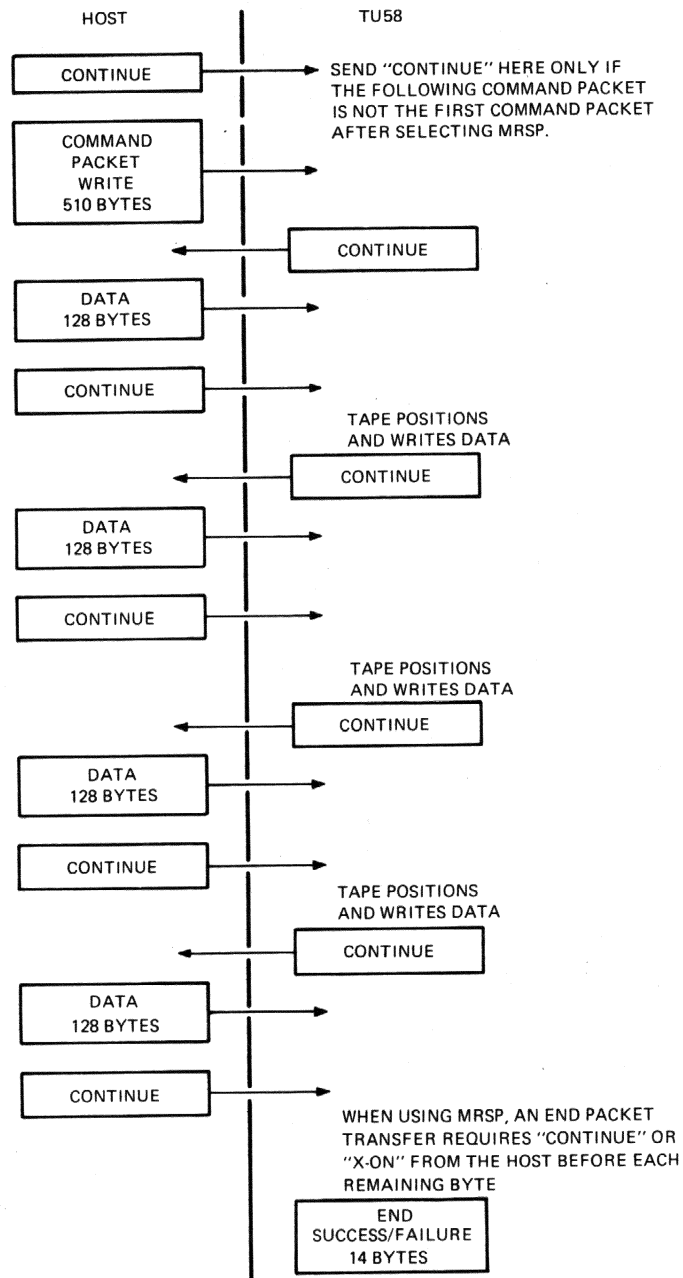 HOST
TU58
CONTINUE
SEND "CONTINUE" HERE ONLY IF
THE FOLLOWING COMMAND PACKET
IS NOT THE FIRST COMMAND PACKET
AFTER SELECTING MRSP.
COMMAND
PACKET
WRITE
510 BYTES
CONTINUE
DATA
128 BYTES
CONTINUE
TAPE POSITIONS
AND WRITES DATA
CONTINUE
DATA
128 BYTES
CONTINUE
TAPE POSITIONS
AND WRITES DATA
CONTINUE
DATA
128 BYTES
CONTINUE
TAPE POSITIONS
AND WRITES DATA
CONTINUE
DATA
128 BYTES
CONTINUE
WHEN USING MRSP, AN END PACKET
TRANSFER REQUIRES "CONTINUE" OR
"X-ON" FROM THE HOST BEFORE EACH
REMAINING BYTE
END
SUCCESS/FAILURE
14 BYTES